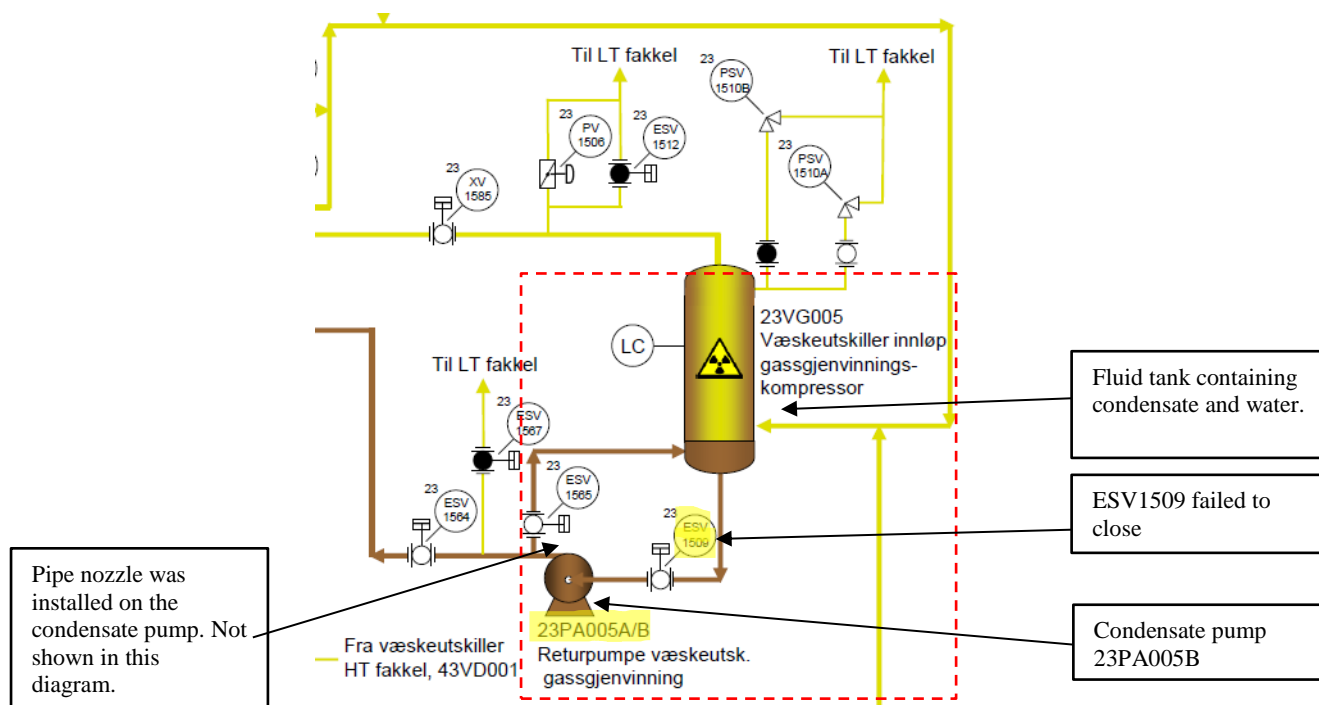 Til LT fakkel
Til LT fakkel
23
PSV
1510B
23
PV
1506
23
ESV
1512
23
PSV
1510A
23
XV
1585
LC
23VG005
Væskeutskiller innløp
gassgjenvinnings-
kompressor
Til LT fakkel
23
ESV
1567
23
ESV
1565
23
ESV
1564
23
ESV
1509
23PA005A/B
Returpumpe væskeutsk.
gassgjenvinning
Fra væskeutskiller
HT fakkel, 43VD001
Fluid tank containing
condensate and water.
ESV1509 failed to
close
Condensate pump
23PA005B
Pipe nozzle was
installed on the
condensate pump. Not
shown in this
diagram.